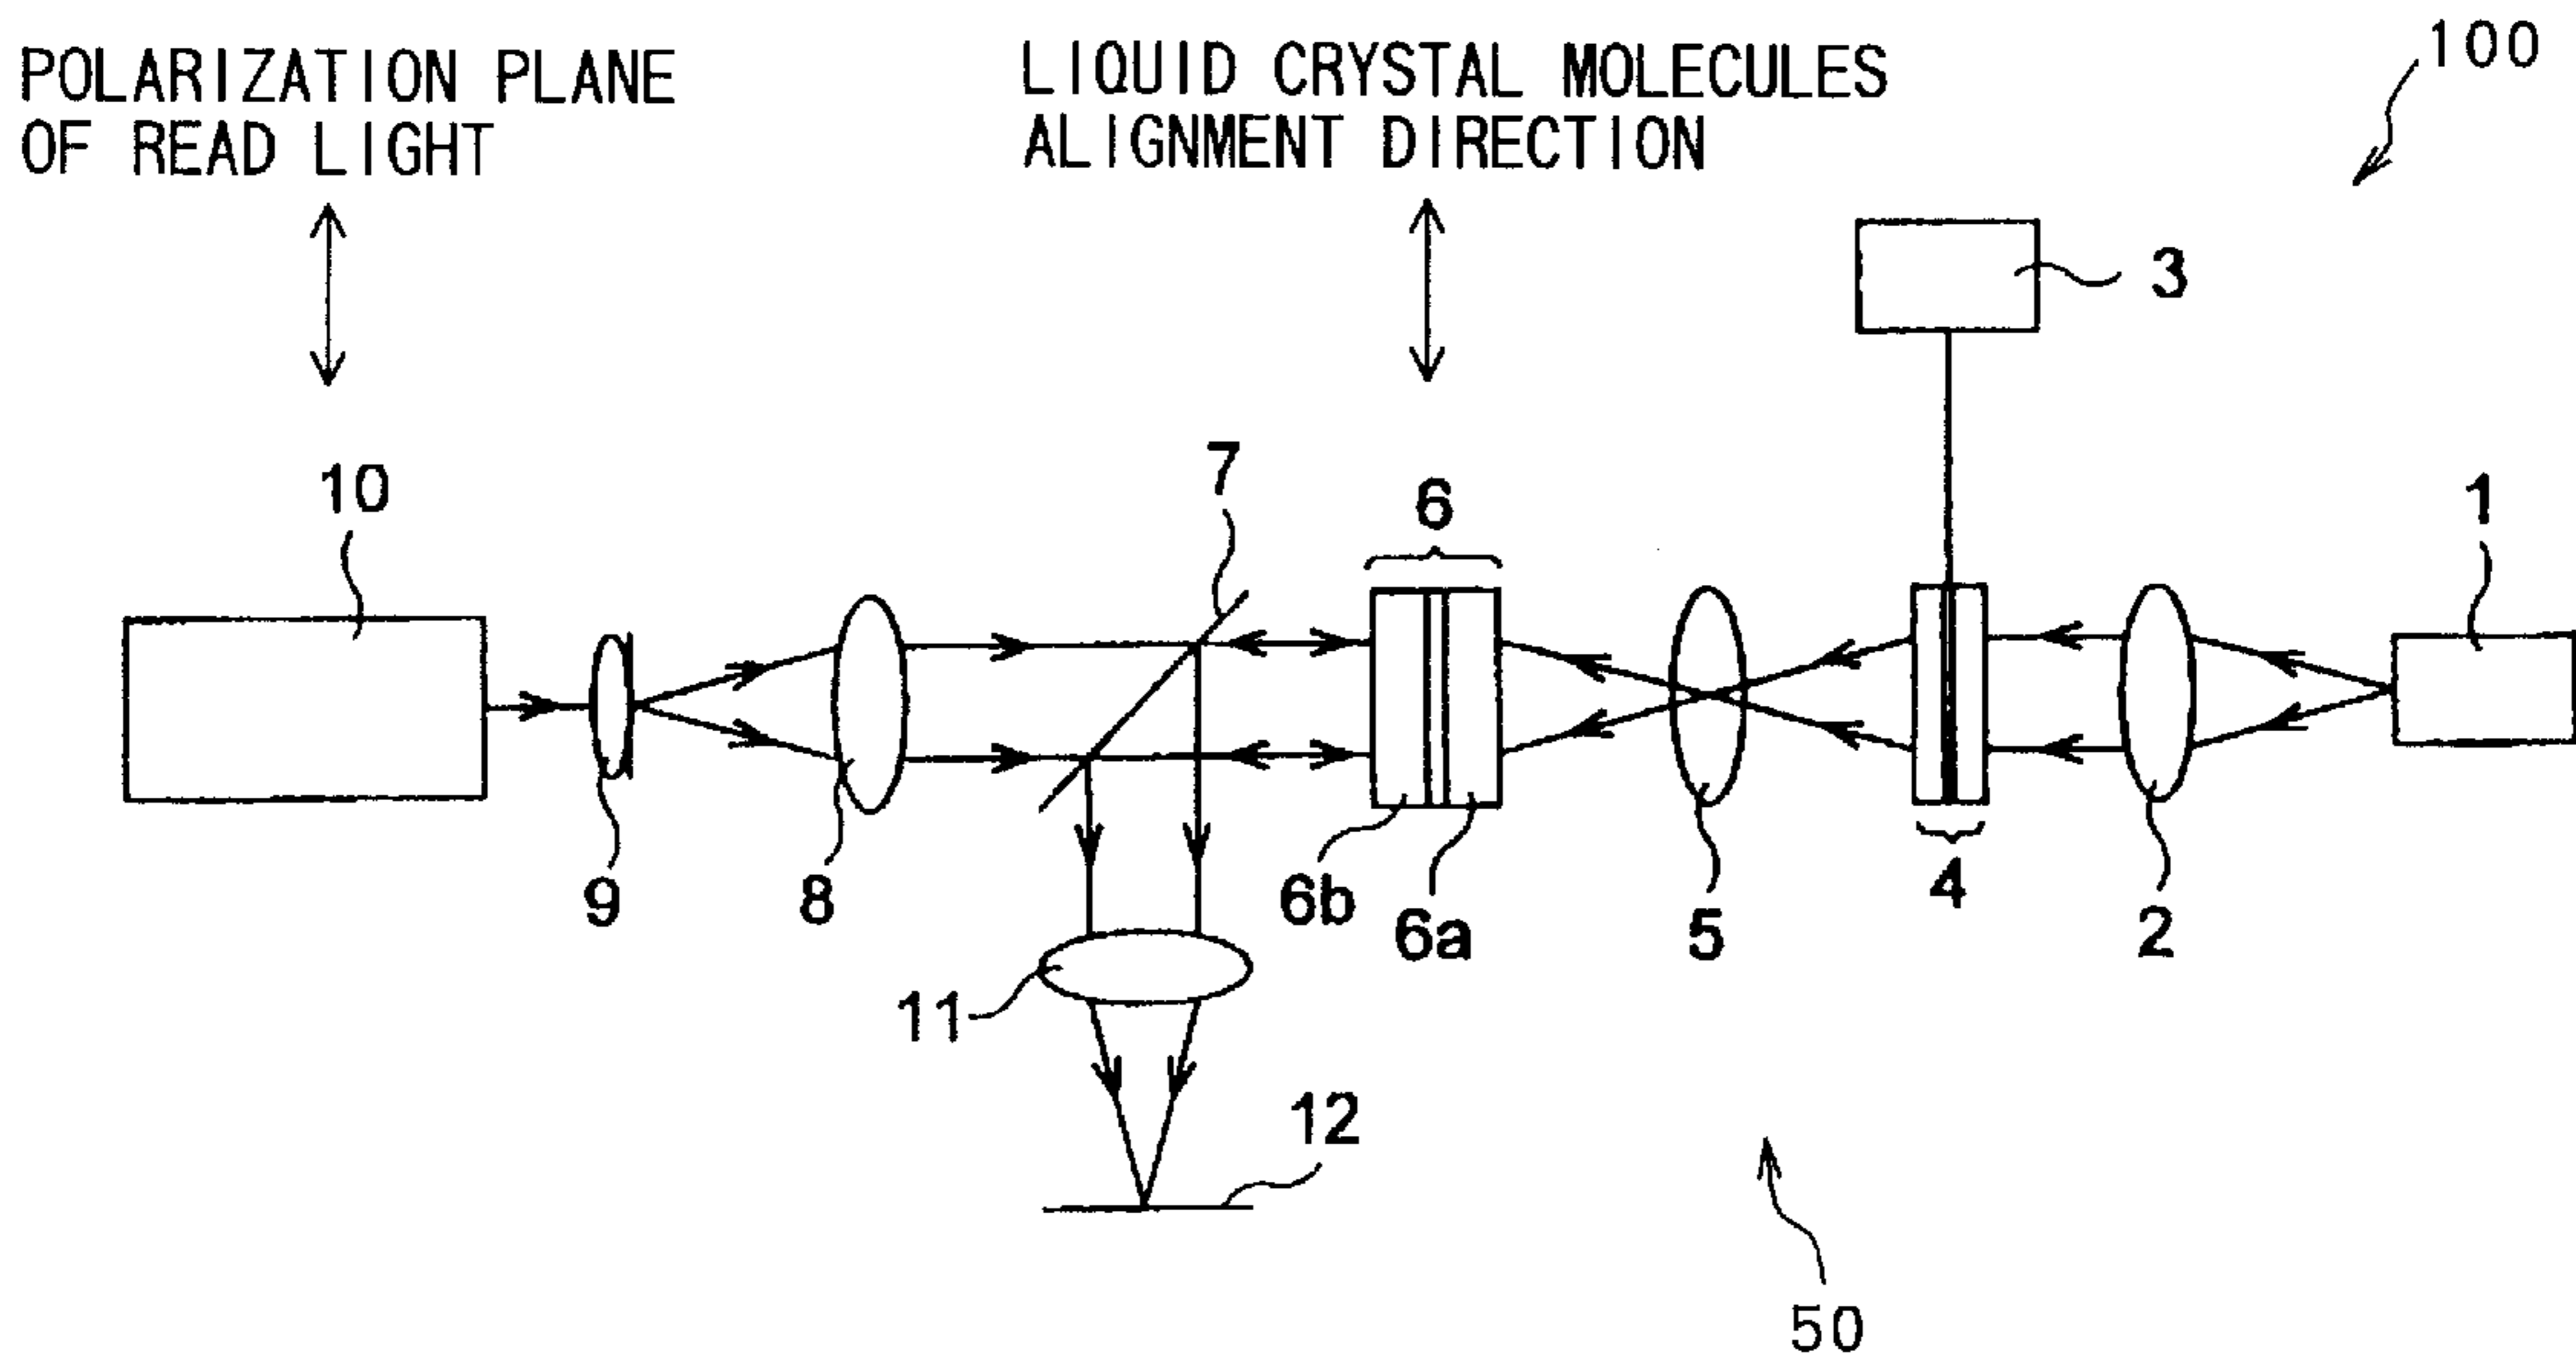 POLARIZATION PLANE
OF READ LIGHT
LIQUID CRYSTAL MOLECULES
ALIGNMENT DIRECTION
100
3
10
7
6
1
9
8
6b
6a
5
4
2
11
12
50